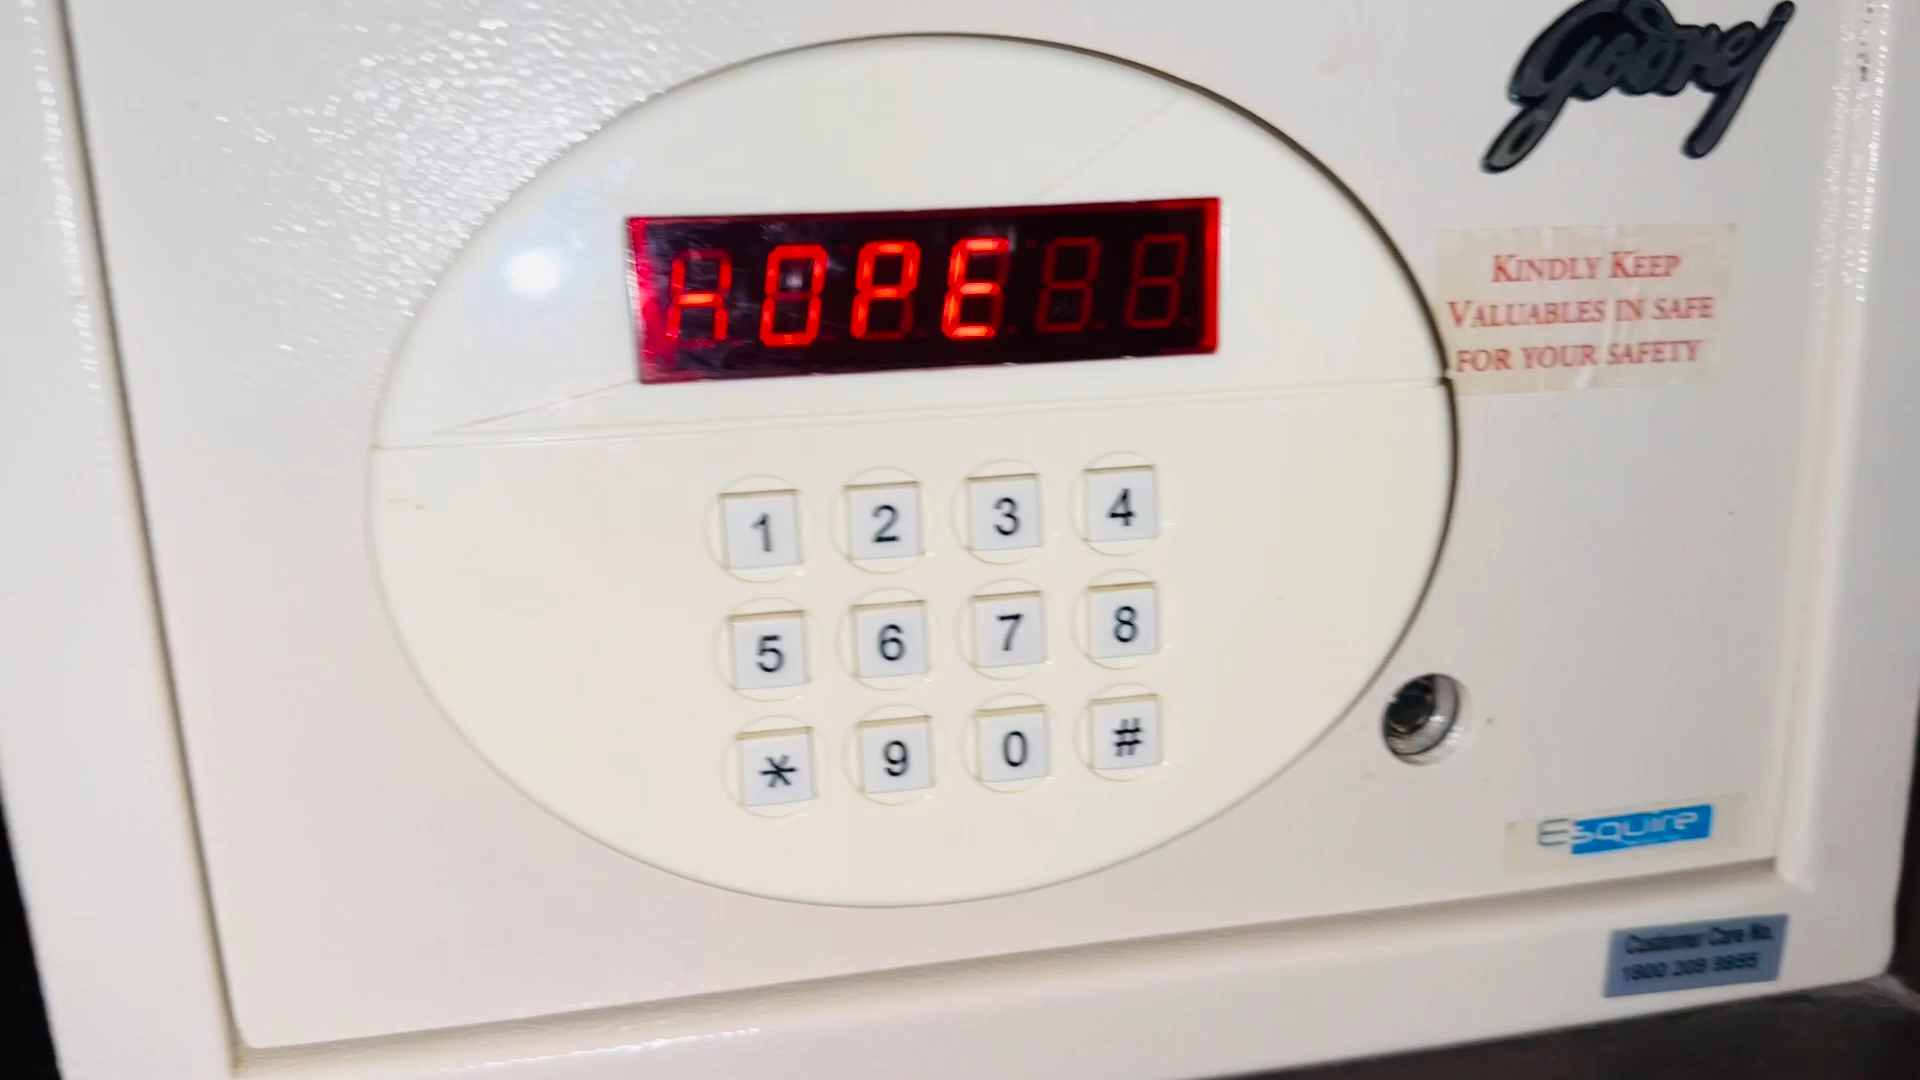 Godrej
hOPE
KINDLY KEEP
VALUABLES IN SAFE
FOR YOUR SAFETY
1 2 3 4
5 6 7 8
* 9 0 #
Esquire
Customer Care No.
1800 209 9955